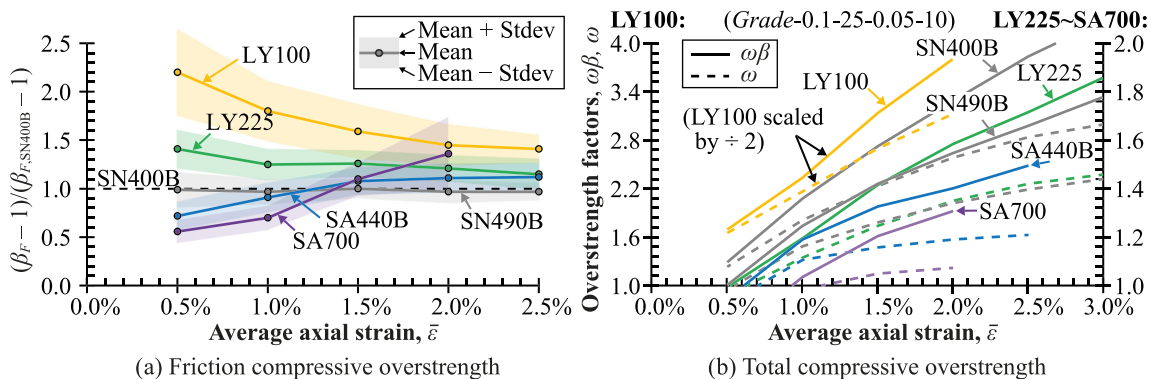 LY100: (Grade-0.1-25-0.05-10) LY225~SA700:
2.5
2.0
1.5
1.0
0.5
0.0
(β_F − 1)/(β_F,SN400B − 1)
LY100
LY225
SN400B
SA440B
SA700
SN490B
Mean + Stdev
Mean
Mean − Stdev
0.0% 0.5% 1.0% 1.5% 2.0% 2.5%
Average axial strain, ε̄
(a) Friction compressive overstrength
4.0
3.4
2.8
2.2
1.6
1.0
Overstrength factors, ωβ, ω
ωβ
ω
LY100
(LY100 scaled
by ÷ 2)
SN400B
LY225
SN490B
SA440B
SA700
2.0
1.8
1.6
1.4
1.2
1.0
0.0% 0.5% 1.0% 1.5% 2.0% 2.5% 3.0%
Average axial strain, ε̄
(b) Total compressive overstrength